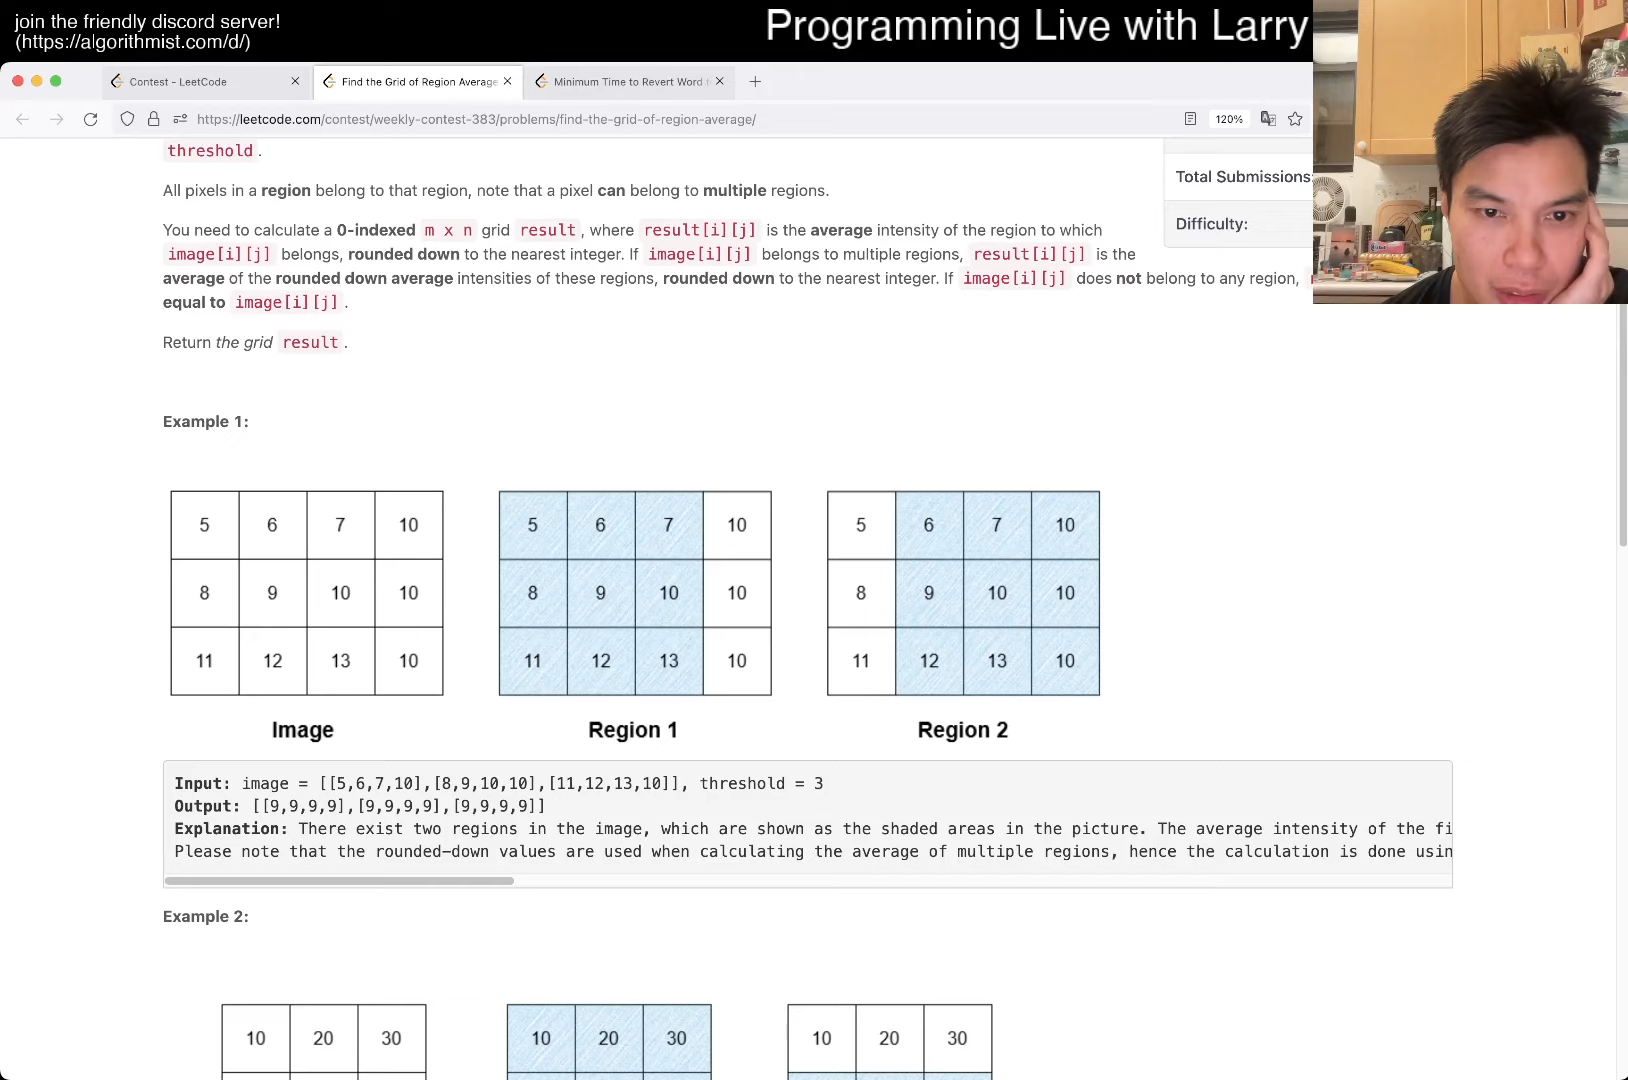 join the friendly discord server!
(https://algorithmist.com/d/)
Programming Live with Larry
Contest - LeetCode
Find the Grid of Region Average
Minimum Time to Revert Word
https://leetcode.com/contest/weekly-contest-383/problems/find-the-grid-of-region-average/
120%
threshold.
All pixels in a region belong to that region, note that a pixel can belong to multiple regions.
You need to calculate a 0-indexed m x n grid result, where result[i][j] is the average intensity of the region to which
image[i][j] belongs, rounded down to the nearest integer. If image[i][j] belongs to multiple regions, result[i][j] is the
average of the rounded down average intensities of these regions, rounded down to the nearest integer. If image[i][j] does not belong to any region,
equal to image[i][j].
Return the grid result.
Total Submissions:
Difficulty:
Example 1:
5 6 7 10
8 9 10 10
11 12 13 10
Image
5 6 7 10
8 9 10 10
11 12 13 10
Region 1
5 6 7 10
8 9 10 10
11 12 13 10
Region 2
Input: image = [[5,6,7,10],[8,9,10,10],[11,12,13,10]], threshold = 3
Output: [[9,9,9,9],[9,9,9,9],[9,9,9,9]]
Explanation: There exist two regions in the image, which are shown as the shaded areas in the picture. The average intensity of the fi
Please note that the rounded-down values are used when calculating the average of multiple regions, hence the calculation is done usin
Example 2:
10 20 30
10 20 30
10 20 30